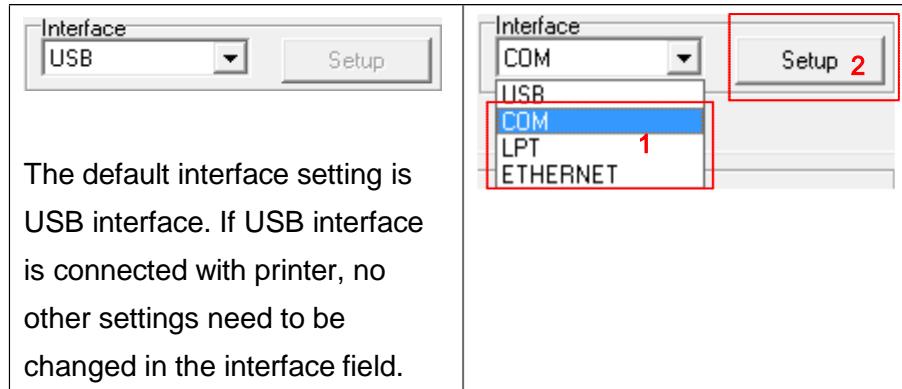 Interface
USB
Setup
The default interface setting is
USB interface. If USB interface
is connected with printer, no
other settings need to be
changed in the interface field.
Interface
COM
Setup 2
USB
COM
1
LPT
ETHERNET